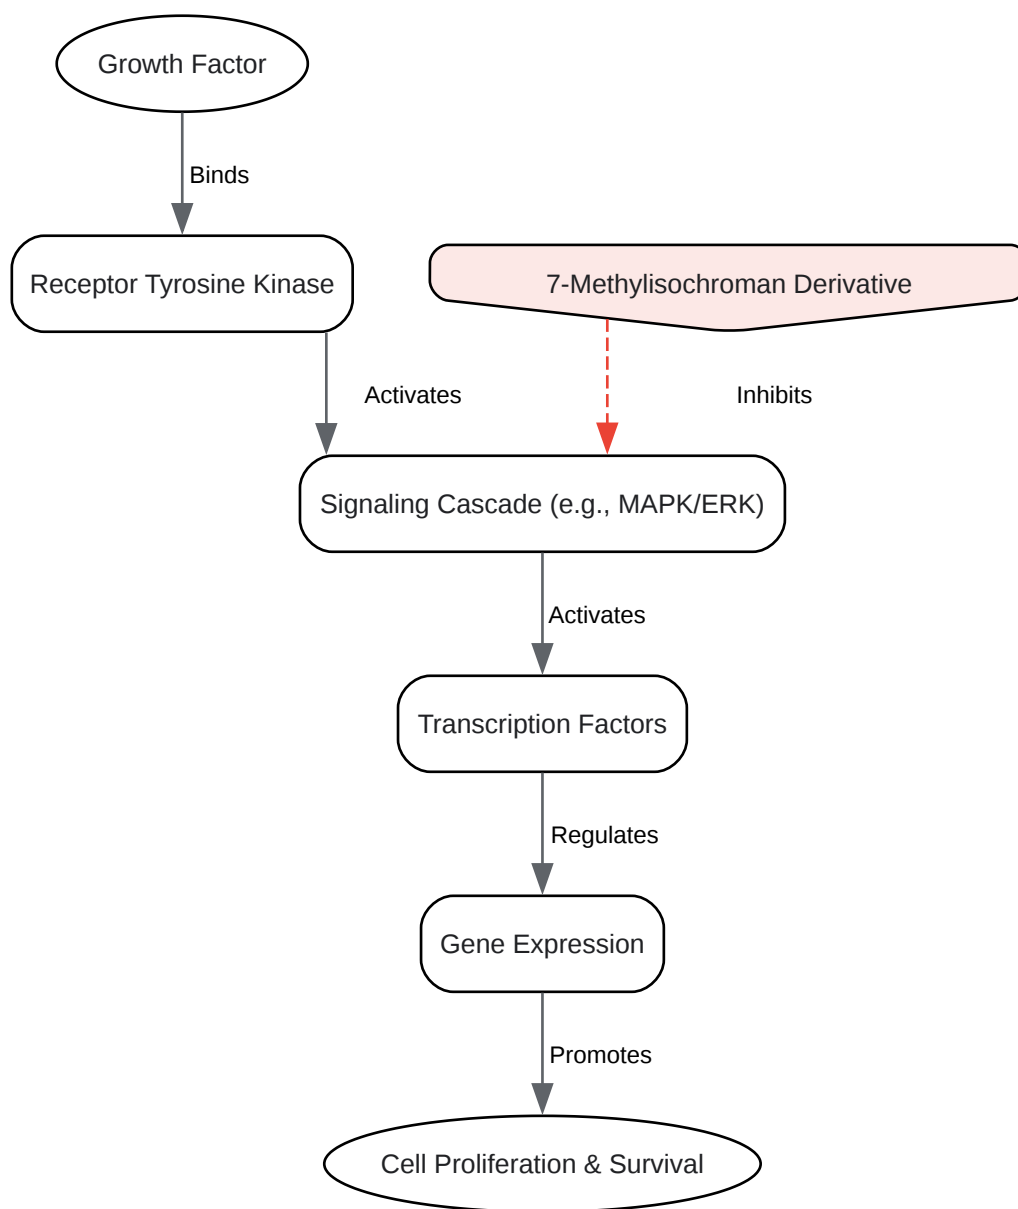 Growth Factor
Binds
Receptor Tyrosine Kinase
7-Methylisochroman Derivative
Activates
Inhibits
Signaling Cascade (e.g., MAPK/ERK)
Activates
Transcription Factors
Regulates
Gene Expression
Promotes
Cell Proliferation & Survival